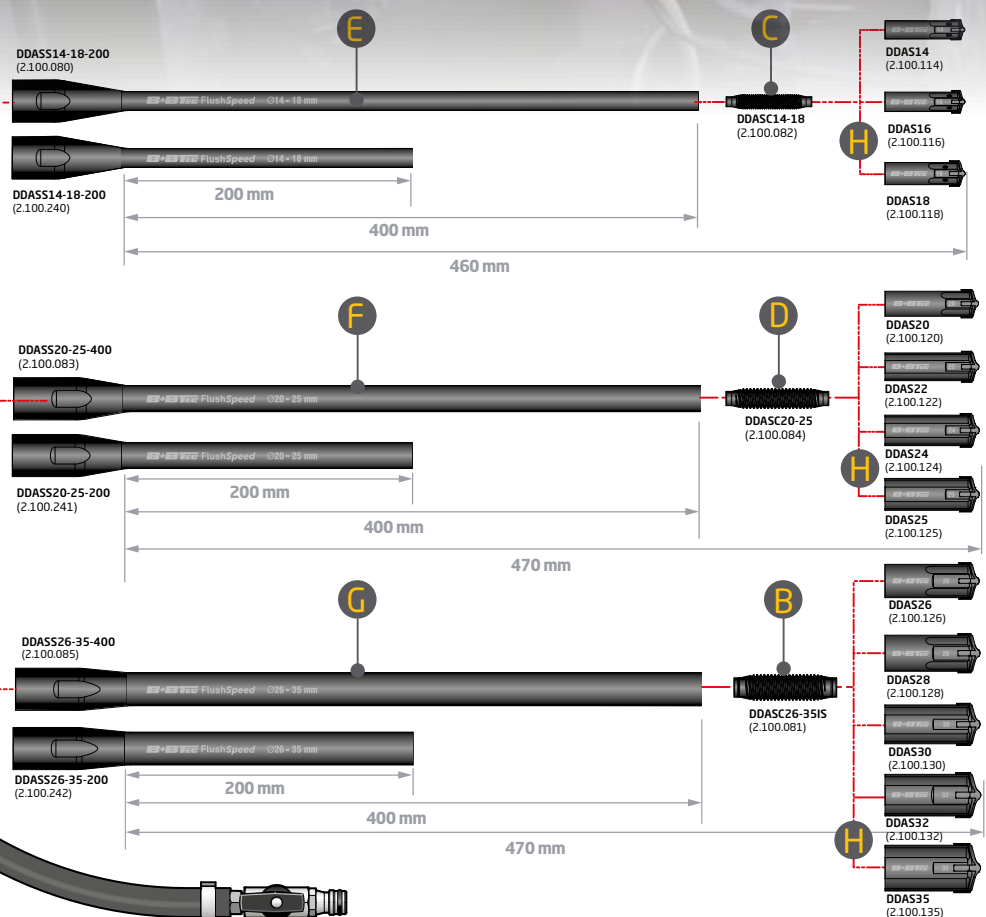 E
C
DDASS14-18-200
(2.100.080)
DDAS14
(2.100.114)
B+BTec FlushSpeed Ø14 - 18 mm
DDASC14-18
(2.100.082)
DDAS16
(2.100.116)
H
B+BTec FlushSpeed Ø14 - 18 mm
DDAS18
(2.100.118)
DDASS14-18-200
(2.100.240)
200 mm
400 mm
460 mm
F
D
DDASS20-25-400
(2.100.083)
DDAS20
(2.100.120)
B+BTec FlushSpeed Ø20 - 25 mm
DDASC20-25
(2.100.084)
DDAS22
(2.100.122)
B+BTec FlushSpeed Ø20 - 25 mm
DDAS24
(2.100.124)
H
DDASS20-25-200
(2.100.241)
DDAS25
(2.100.125)
200 mm
400 mm
470 mm
G
B
DDASS26-35-400
(2.100.085)
DDAS26
(2.100.126)
B+BTec FlushSpeed Ø26 - 35 mm
DDASC26-35IS
(2.100.081)
DDAS28
(2.100.128)
B+BTec FlushSpeed Ø26 - 35 mm
DDAS30
(2.100.130)
DDASS26-35-200
(2.100.242)
DDAS32
(2.100.132)
200 mm
400 mm
470 mm
H
DDAS35
(2.100.135)